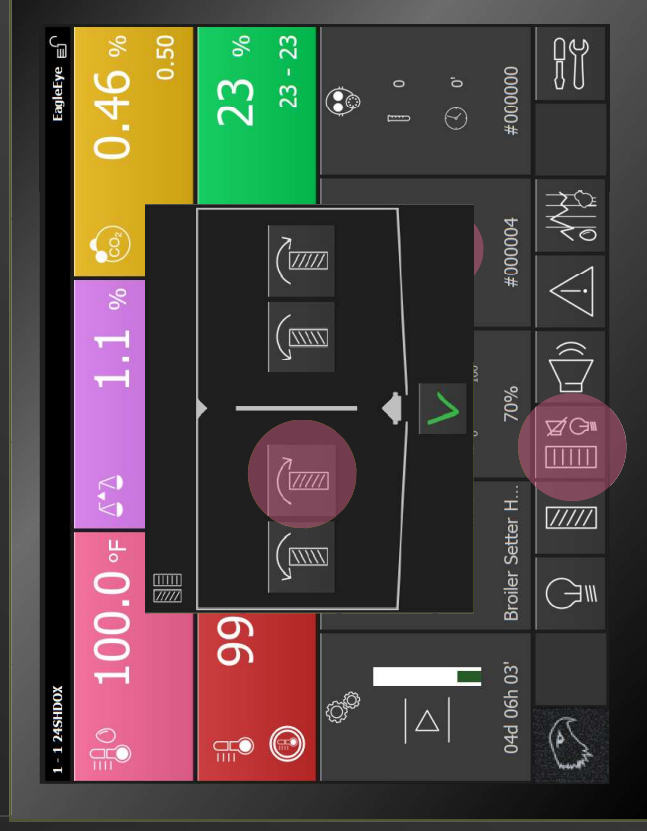 1 - 1 24SHDOX EagleEye
100.0 °F
1.1 %
CO2 0.46 %
0.50
99
23 %
23 - 23
0
0'
04d 06h 03'
Broiler Setter H...
70%
#000004
#000000